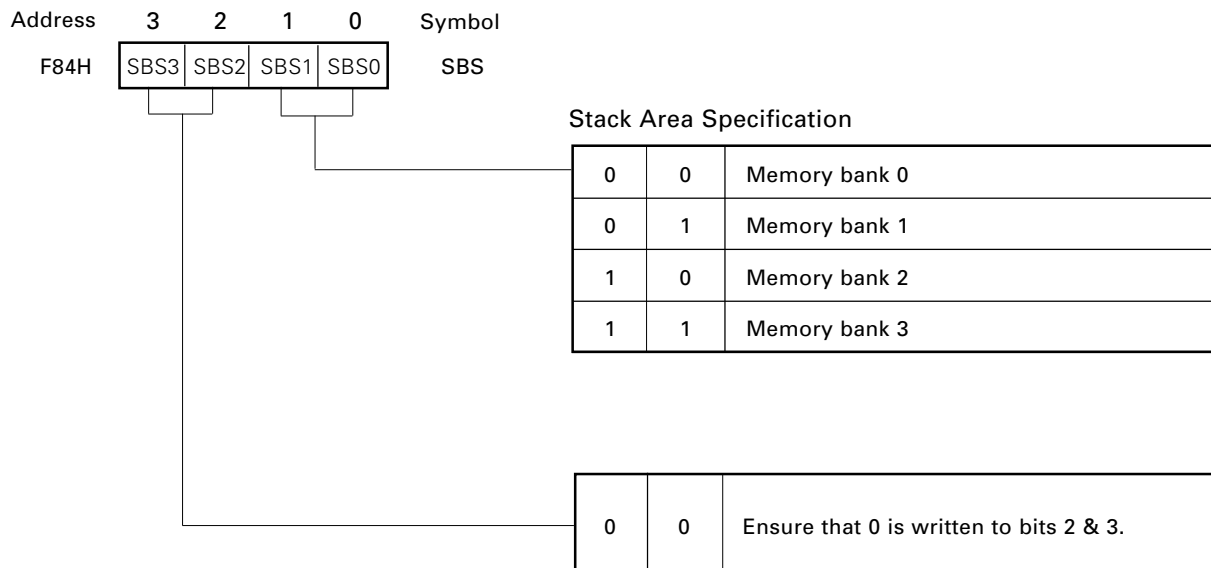 Address 3 2 1 0 Symbol
F84H SBS3 SBS2 SBS1 SBS0 SBS
Stack Area Specification
0 0 Memory bank 0
0 1 Memory bank 1
1 0 Memory bank 2
1 1 Memory bank 3
0 0 Ensure that 0 is written to bits 2 & 3.